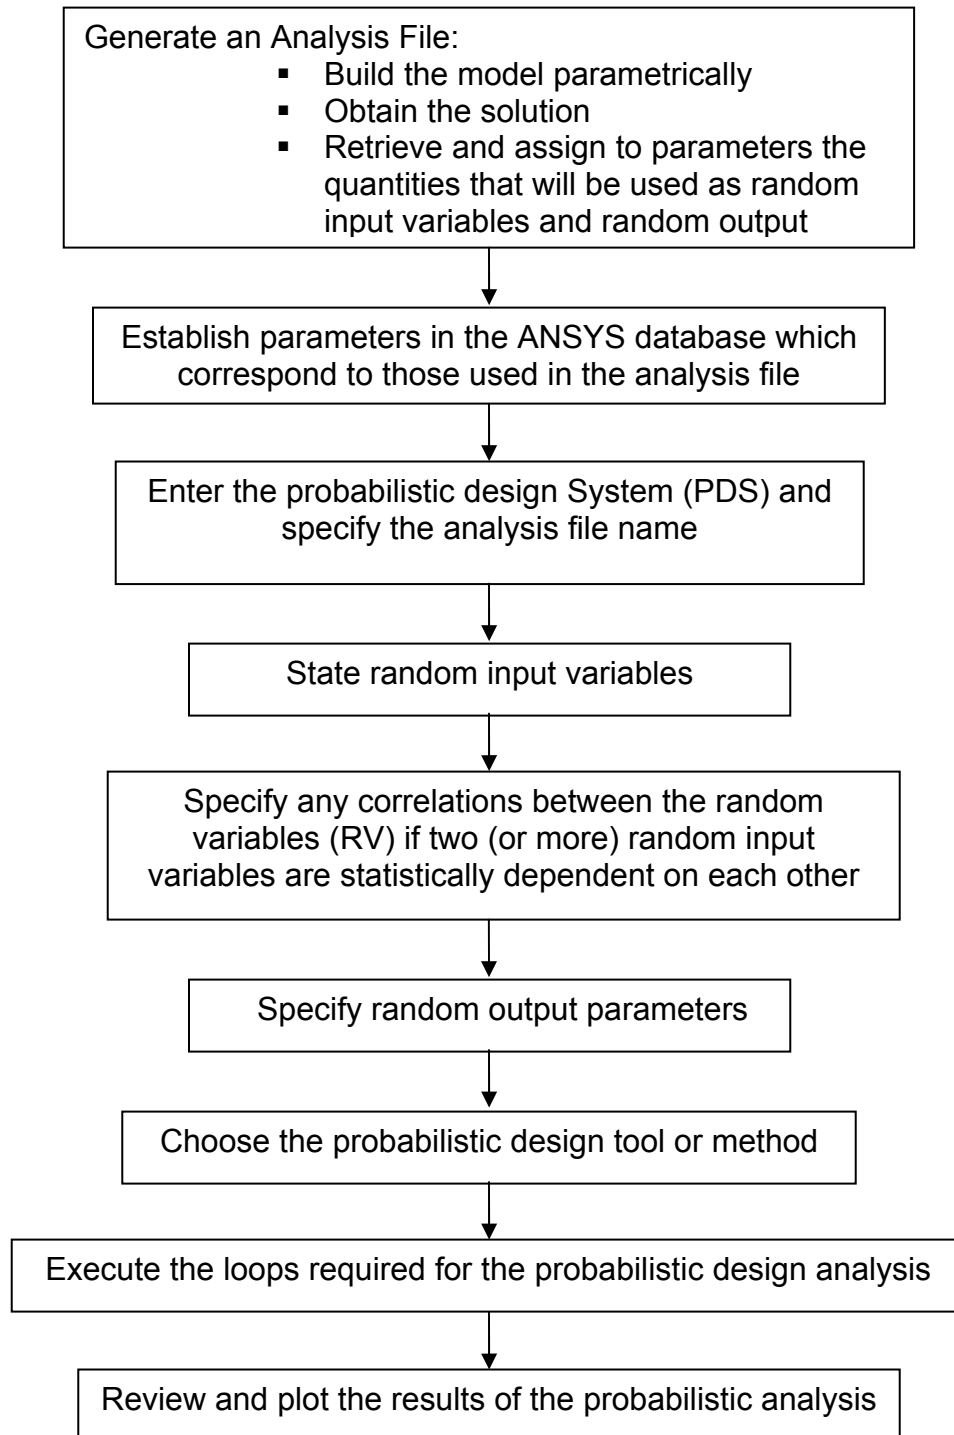 Generate an Analysis File:
▪ Build the model parametrically
▪ Obtain the solution
▪ Retrieve and assign to parameters the
quantities that will be used as random
input variables and random output
Establish parameters in the ANSYS database which
correspond to those used in the analysis file
Enter the probabilistic design System (PDS) and
specify the analysis file name
State random input variables
Specify any correlations between the random
variables (RV) if two (or more) random input
variables are statistically dependent on each other
Specify random output parameters
Choose the probabilistic design tool or method
Execute the loops required for the probabilistic design analysis
Review and plot the results of the probabilistic analysis